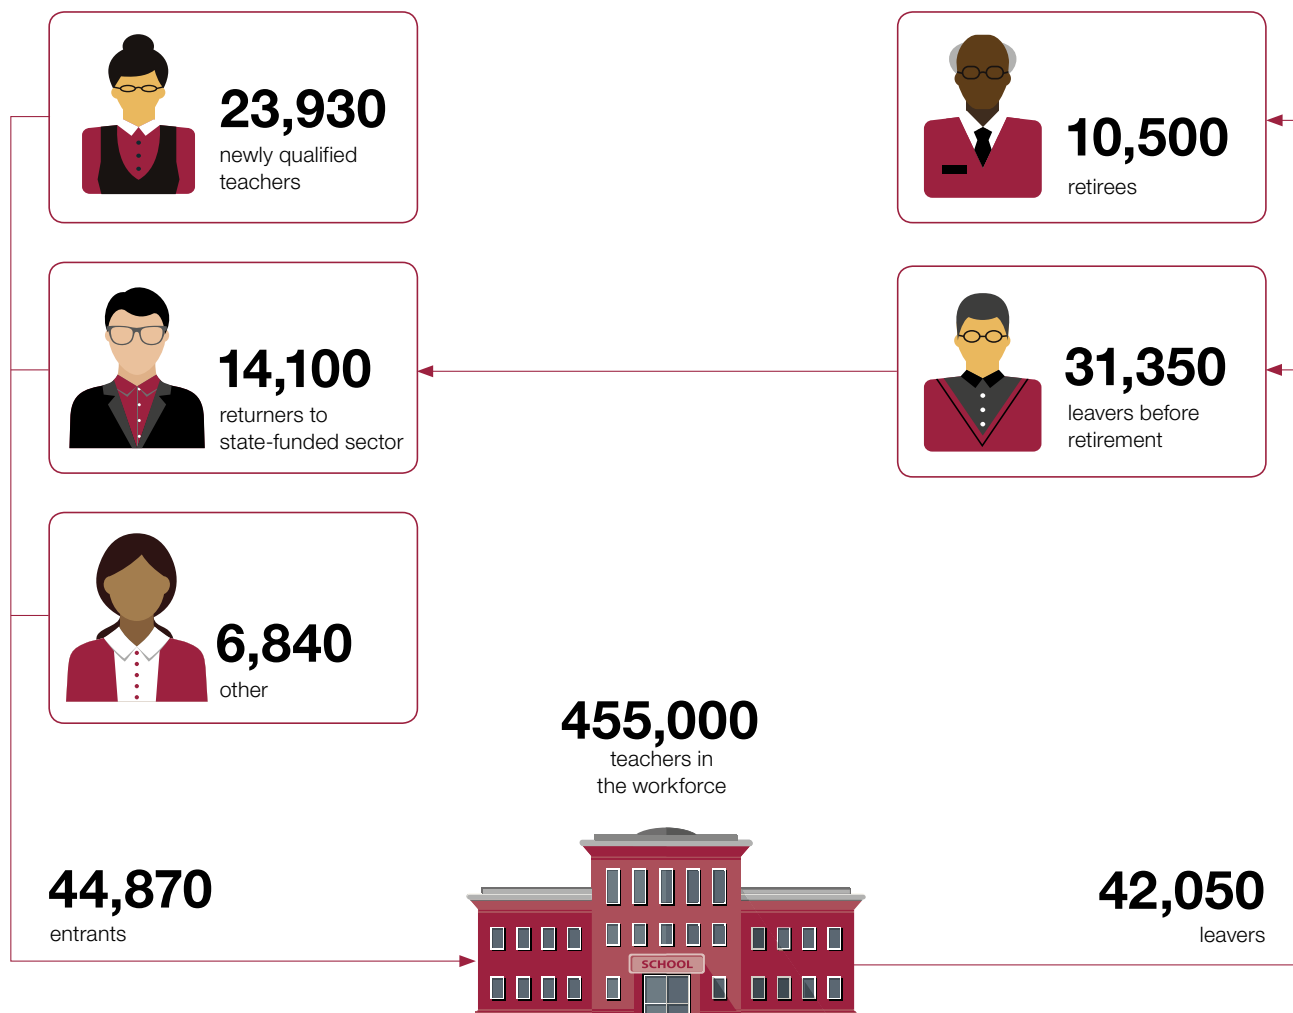 23,930
newly qualified
teachers
14,100
returners to
state-funded sector
6,840
other
44,870
entrants
455,000
teachers in
the workforce
SCHOOL
10,500
retirees
31,350
leavers before
retirement
42,050
leavers